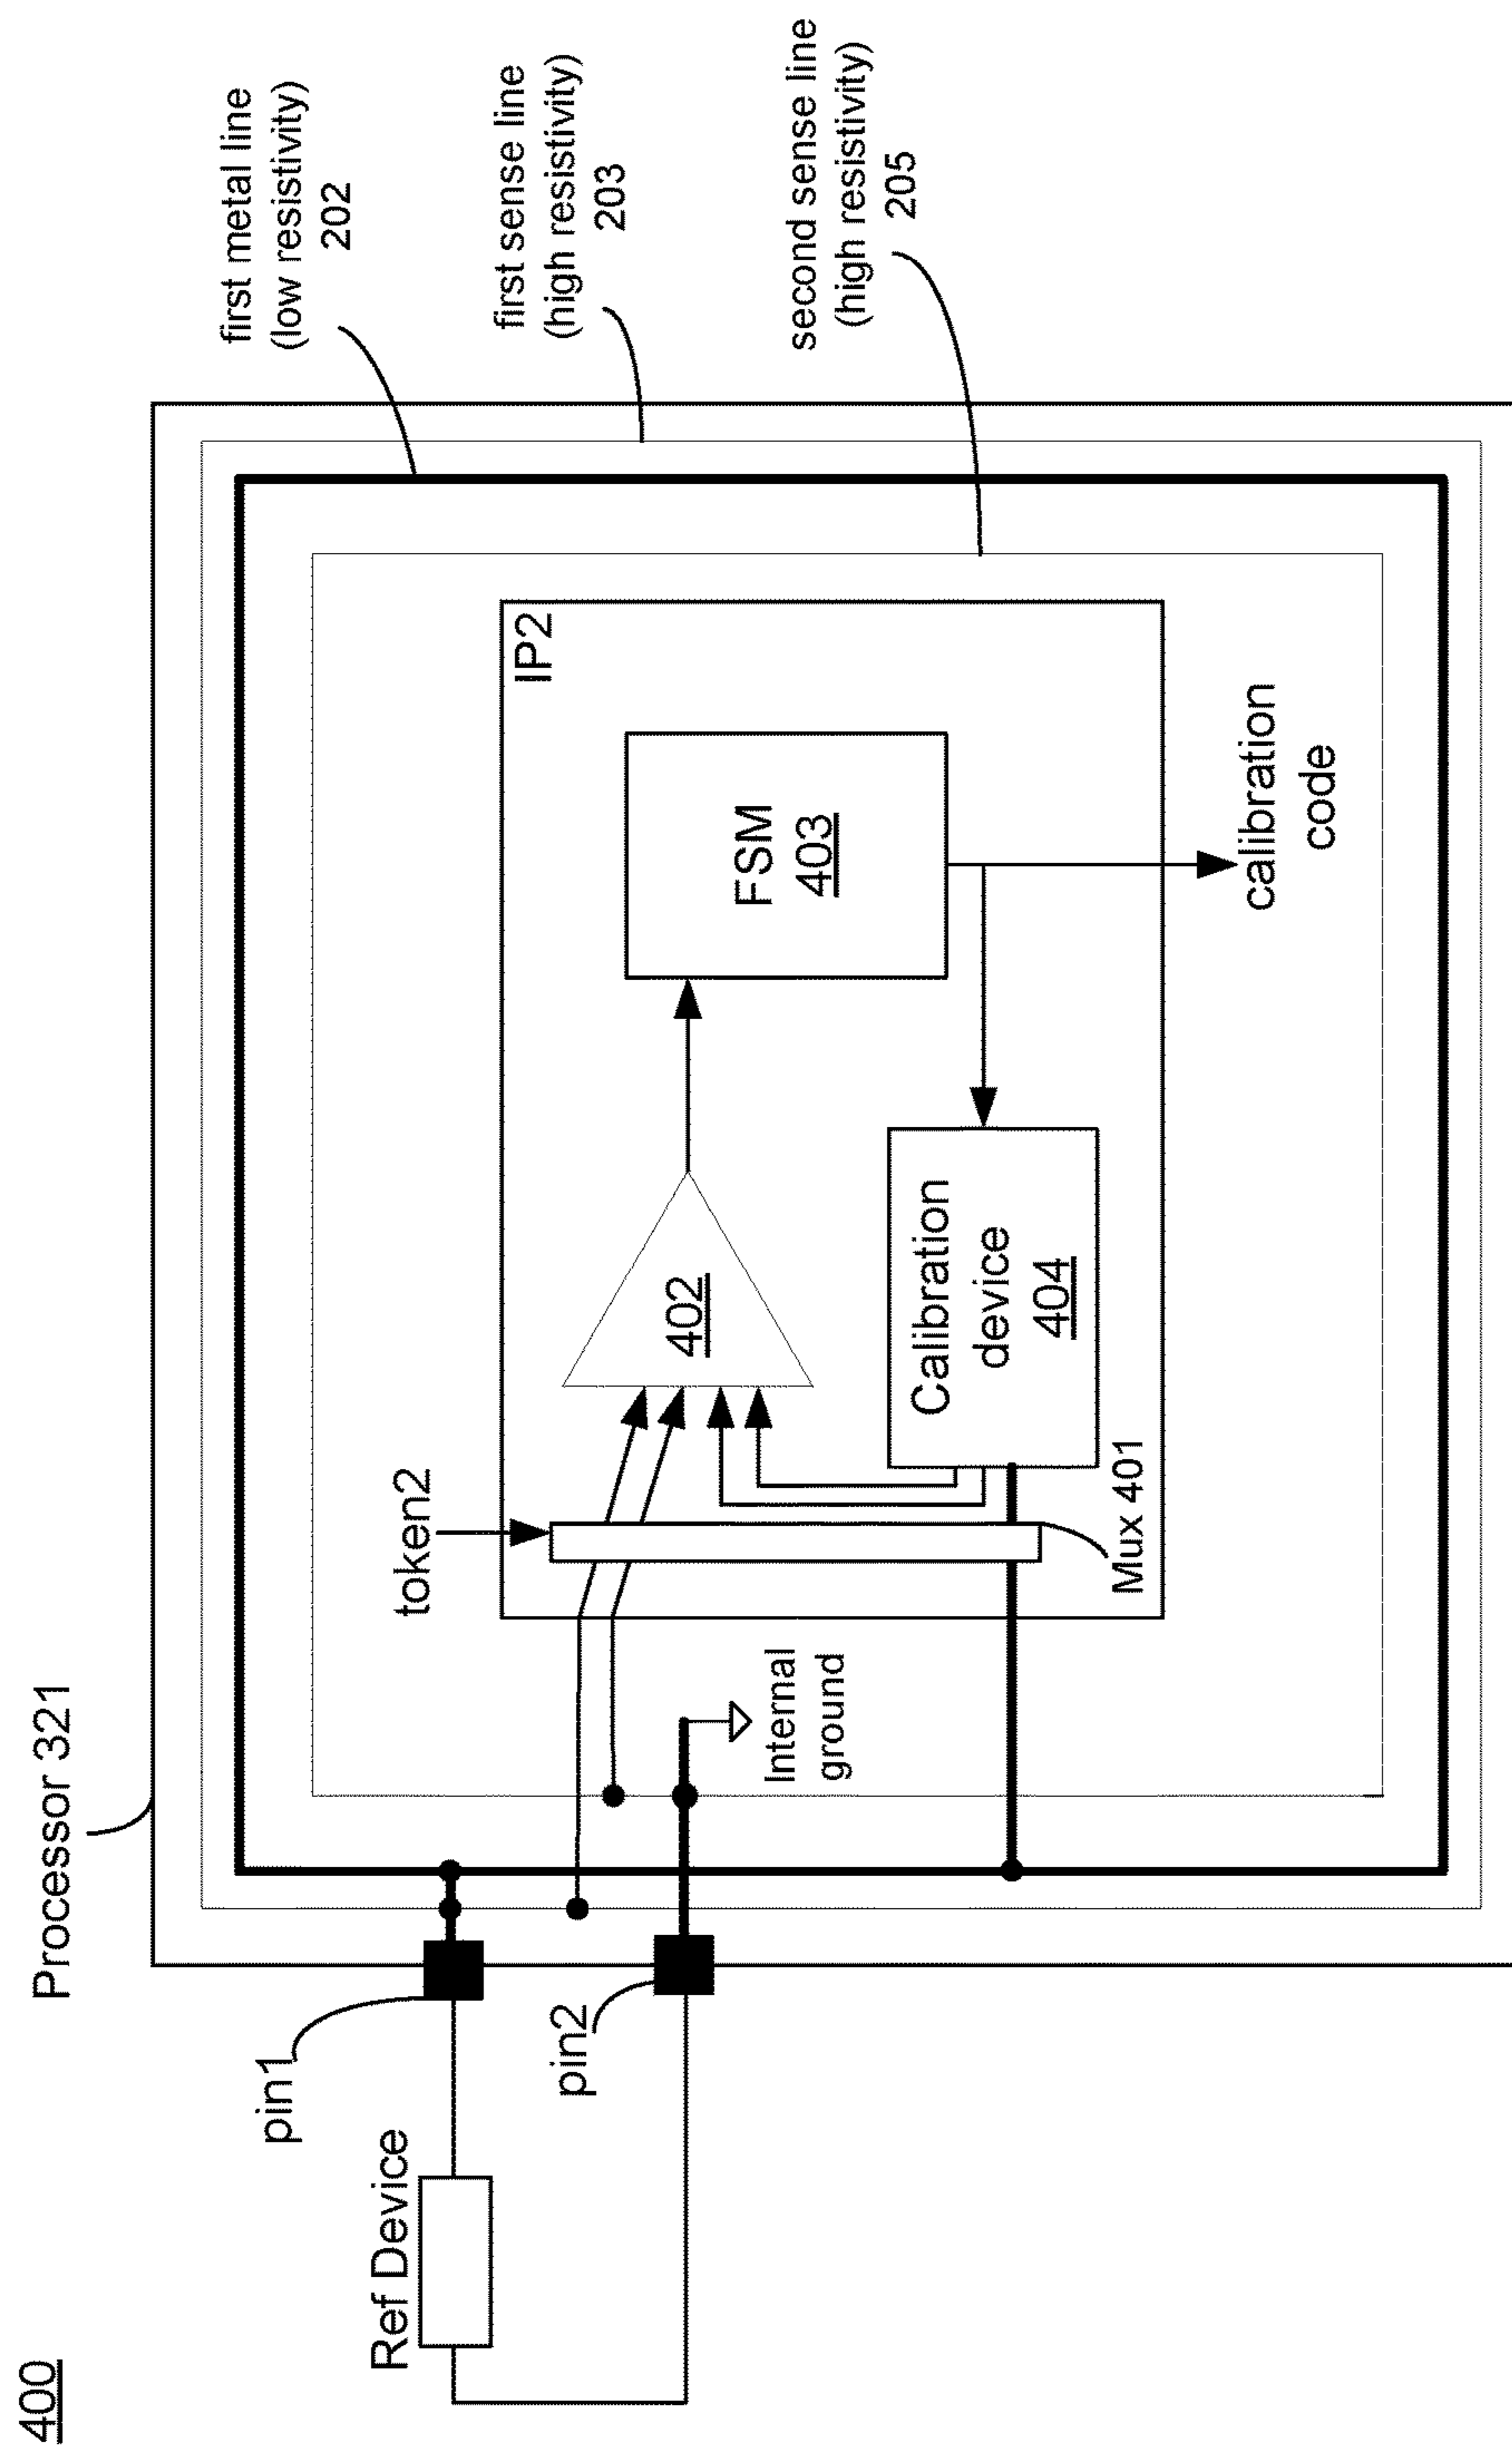 400
Processor 321
first metal line
(low resistivity)
202
first sense line
(high resistivity)
203
second sense line
(high resistivity)
205
Ref Device
pin1
pin2
token2
IP2
402
FSM
403
Internal
ground
Calibration
device
404
Mux 401
calibration
code